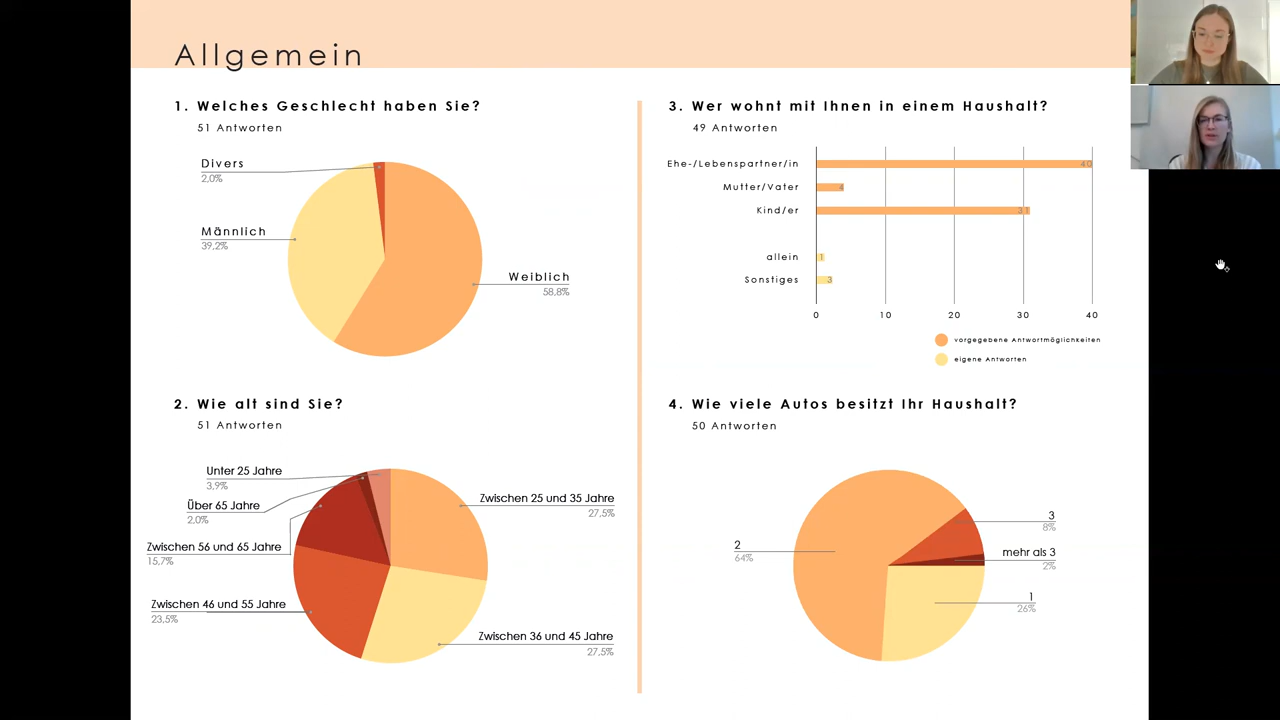 Allgemein
1. Welches Geschlecht haben Sie?
51 Antworten
Divers
2,0%
Männlich
39,2%
Weiblich
58,8%
2. Wie alt sind Sie?
51 Antworten
Unter 25 Jahre
3,9%
Über 65 Jahre
2,0%
Zwischen 56 und 65 Jahre
15,7%
Zwischen 46 und 55 Jahre
23,5%
Zwischen 25 und 35 Jahre
27,5%
Zwischen 36 und 45 Jahre
27,5%
3. Wer wohnt mit Ihnen in einem Haushalt?
49 Antworten
Ehe-/Lebenspartner/in 40
Mutter/Vater 4
Kind/er 31
allein 1
Sonstiges 3
0 10 20 30 40
vorgegebene Antwortmöglichkeiten
eigene Antworten
4. Wie viele Autos besitzt Ihr Haushalt?
50 Antworten
2
64%
3
8%
mehr als 3
2%
1
26%